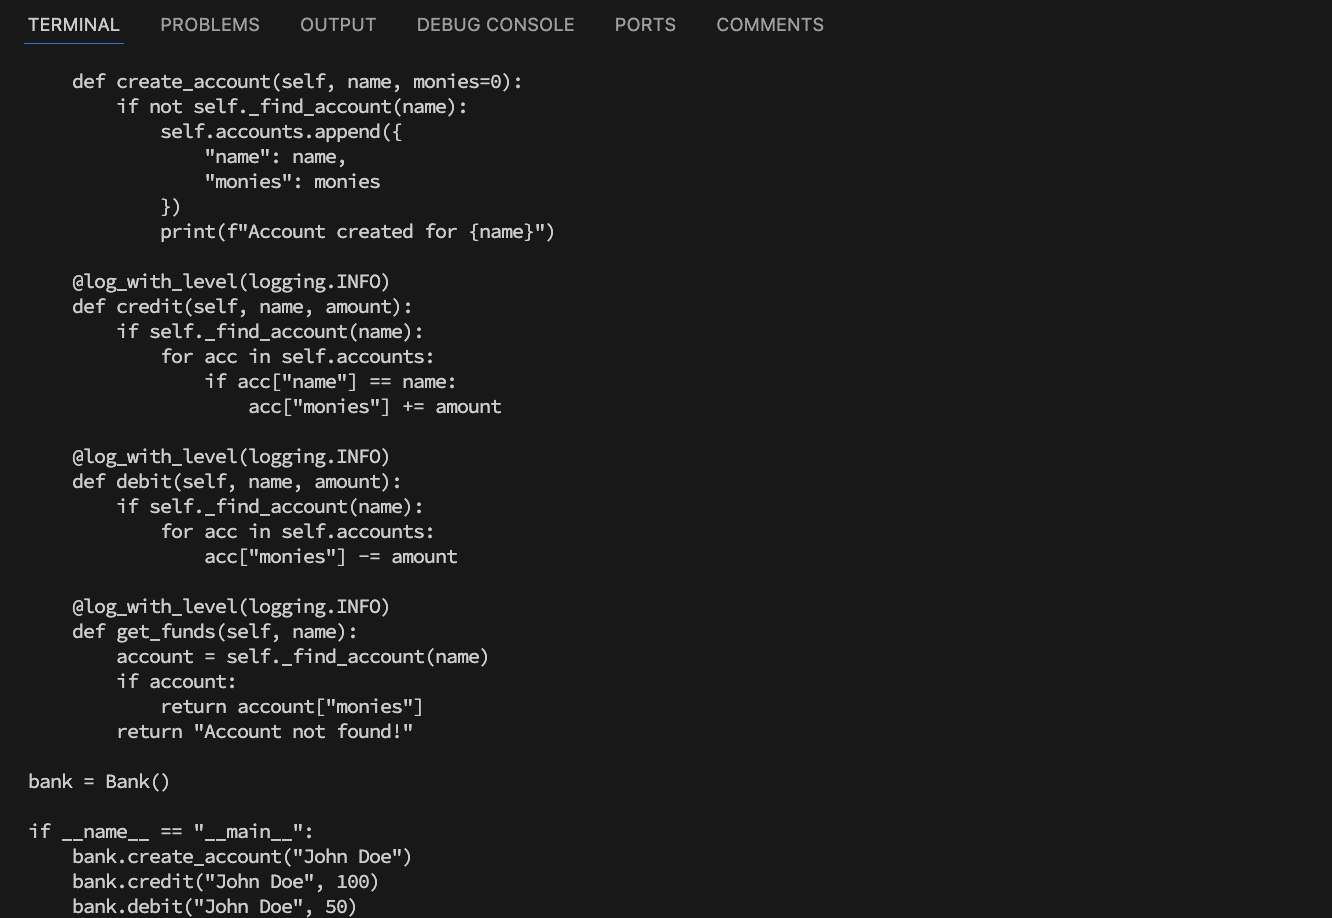 TERMINAL PROBLEMS OUTPUT DEBUG CONSOLE PORTS COMMENTS
    def create_account(self, name, monies=0):
        if not self._find_account(name):
            self.accounts.append({
                "name": name,
                "monies": monies
            })
            print(f"Account created for {name}")

    @log_with_level(logging.INFO)
    def credit(self, name, amount):
        if self._find_account(name):
            for acc in self.accounts:
                if acc["name"] == name:
                    acc["monies"] += amount

    @log_with_level(logging.INFO)
    def debit(self, name, amount):
        if self._find_account(name):
            for acc in self.accounts:
                acc["monies"] -= amount

    @log_with_level(logging.INFO)
    def get_funds(self, name):
        account = self._find_account(name)
        if account:
            return account["monies"]
        return "Account not found!"

bank = Bank()

if __name__ == "__main__":
    bank.create_account("John Doe")
    bank.credit("John Doe", 100)
    bank.debit("John Doe", 50)